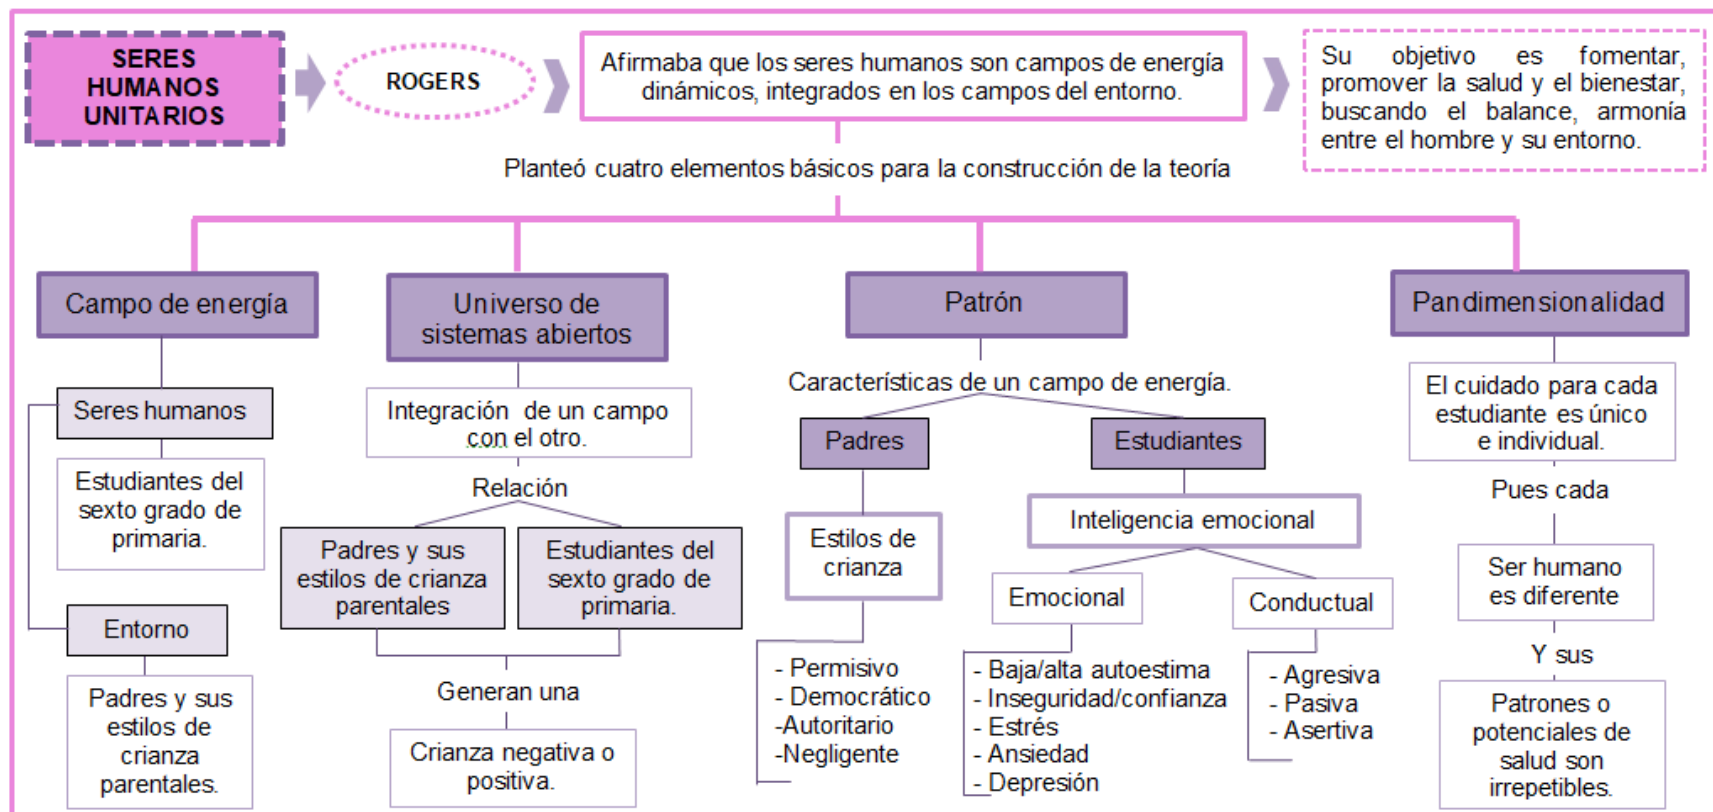 SERES
HUMANOS
UNITARIOS
ROGERS
Afirmaba que los seres humanos son campos de energía
dinámicos, integrados en los campos del entorno.
Su objetivo es fomentar,
promover la salud y el bienestar,
buscando el balance, armonía
entre el hombre y su entorno.
Planteó cuatro elementos básicos para la construcción de la teoría
Campo de energía
Seres humanos
Estudiantes del
sexto grado de
primaria.
Entorno
Padres y sus
estilos de
crianza
parentales.
Universo de
sistemas abiertos
Integración de un campo
con el otro.
Relación
Padres y sus
estilos de crianza
parentales
Estudiantes del
sexto grado de
primaria.
Generan una
Crianza negativa o
positiva.
Patrón
Características de un campo de energía.
Padres
Estilos de
crianza
- Permisivo
- Democrático
-Autoritario
-Negligente
Estudiantes
Inteligencia emocional
Emocional
- Baja/alta autoestima
- Inseguridad/confianza
- Estrés
- Ansiedad
- Depresión
Conductual
- Agresiva
- Pasiva
- Asertiva
Pandimensionalidad
El cuidado para cada
estudiante es único
e individual.
Pues cada
Ser humano
es diferente
Y sus
Patrones o
potenciales de
salud son
irrepetibles.